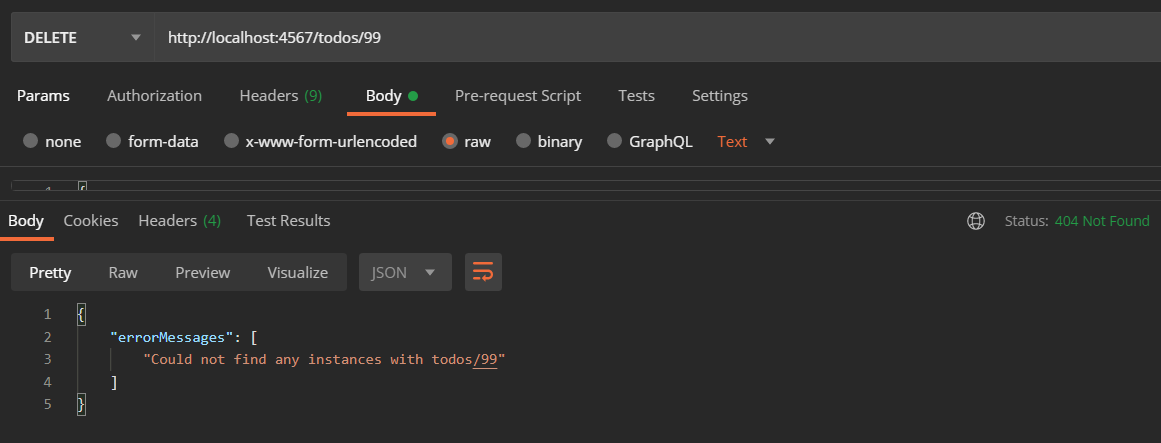 DELETE http://localhost:4567/todos/99
Params Authorization Headers (9) Body Pre-request Script Tests Settings
none form-data x-www-form-urlencoded raw binary GraphQL Text
1 {
Body Cookies Headers (4) Test Results Status: 404 Not Found
Pretty Raw Preview Visualize JSON
1 {
2 "errorMessages": [
3 "Could not find any instances with todos/99"
4 ]
5 }